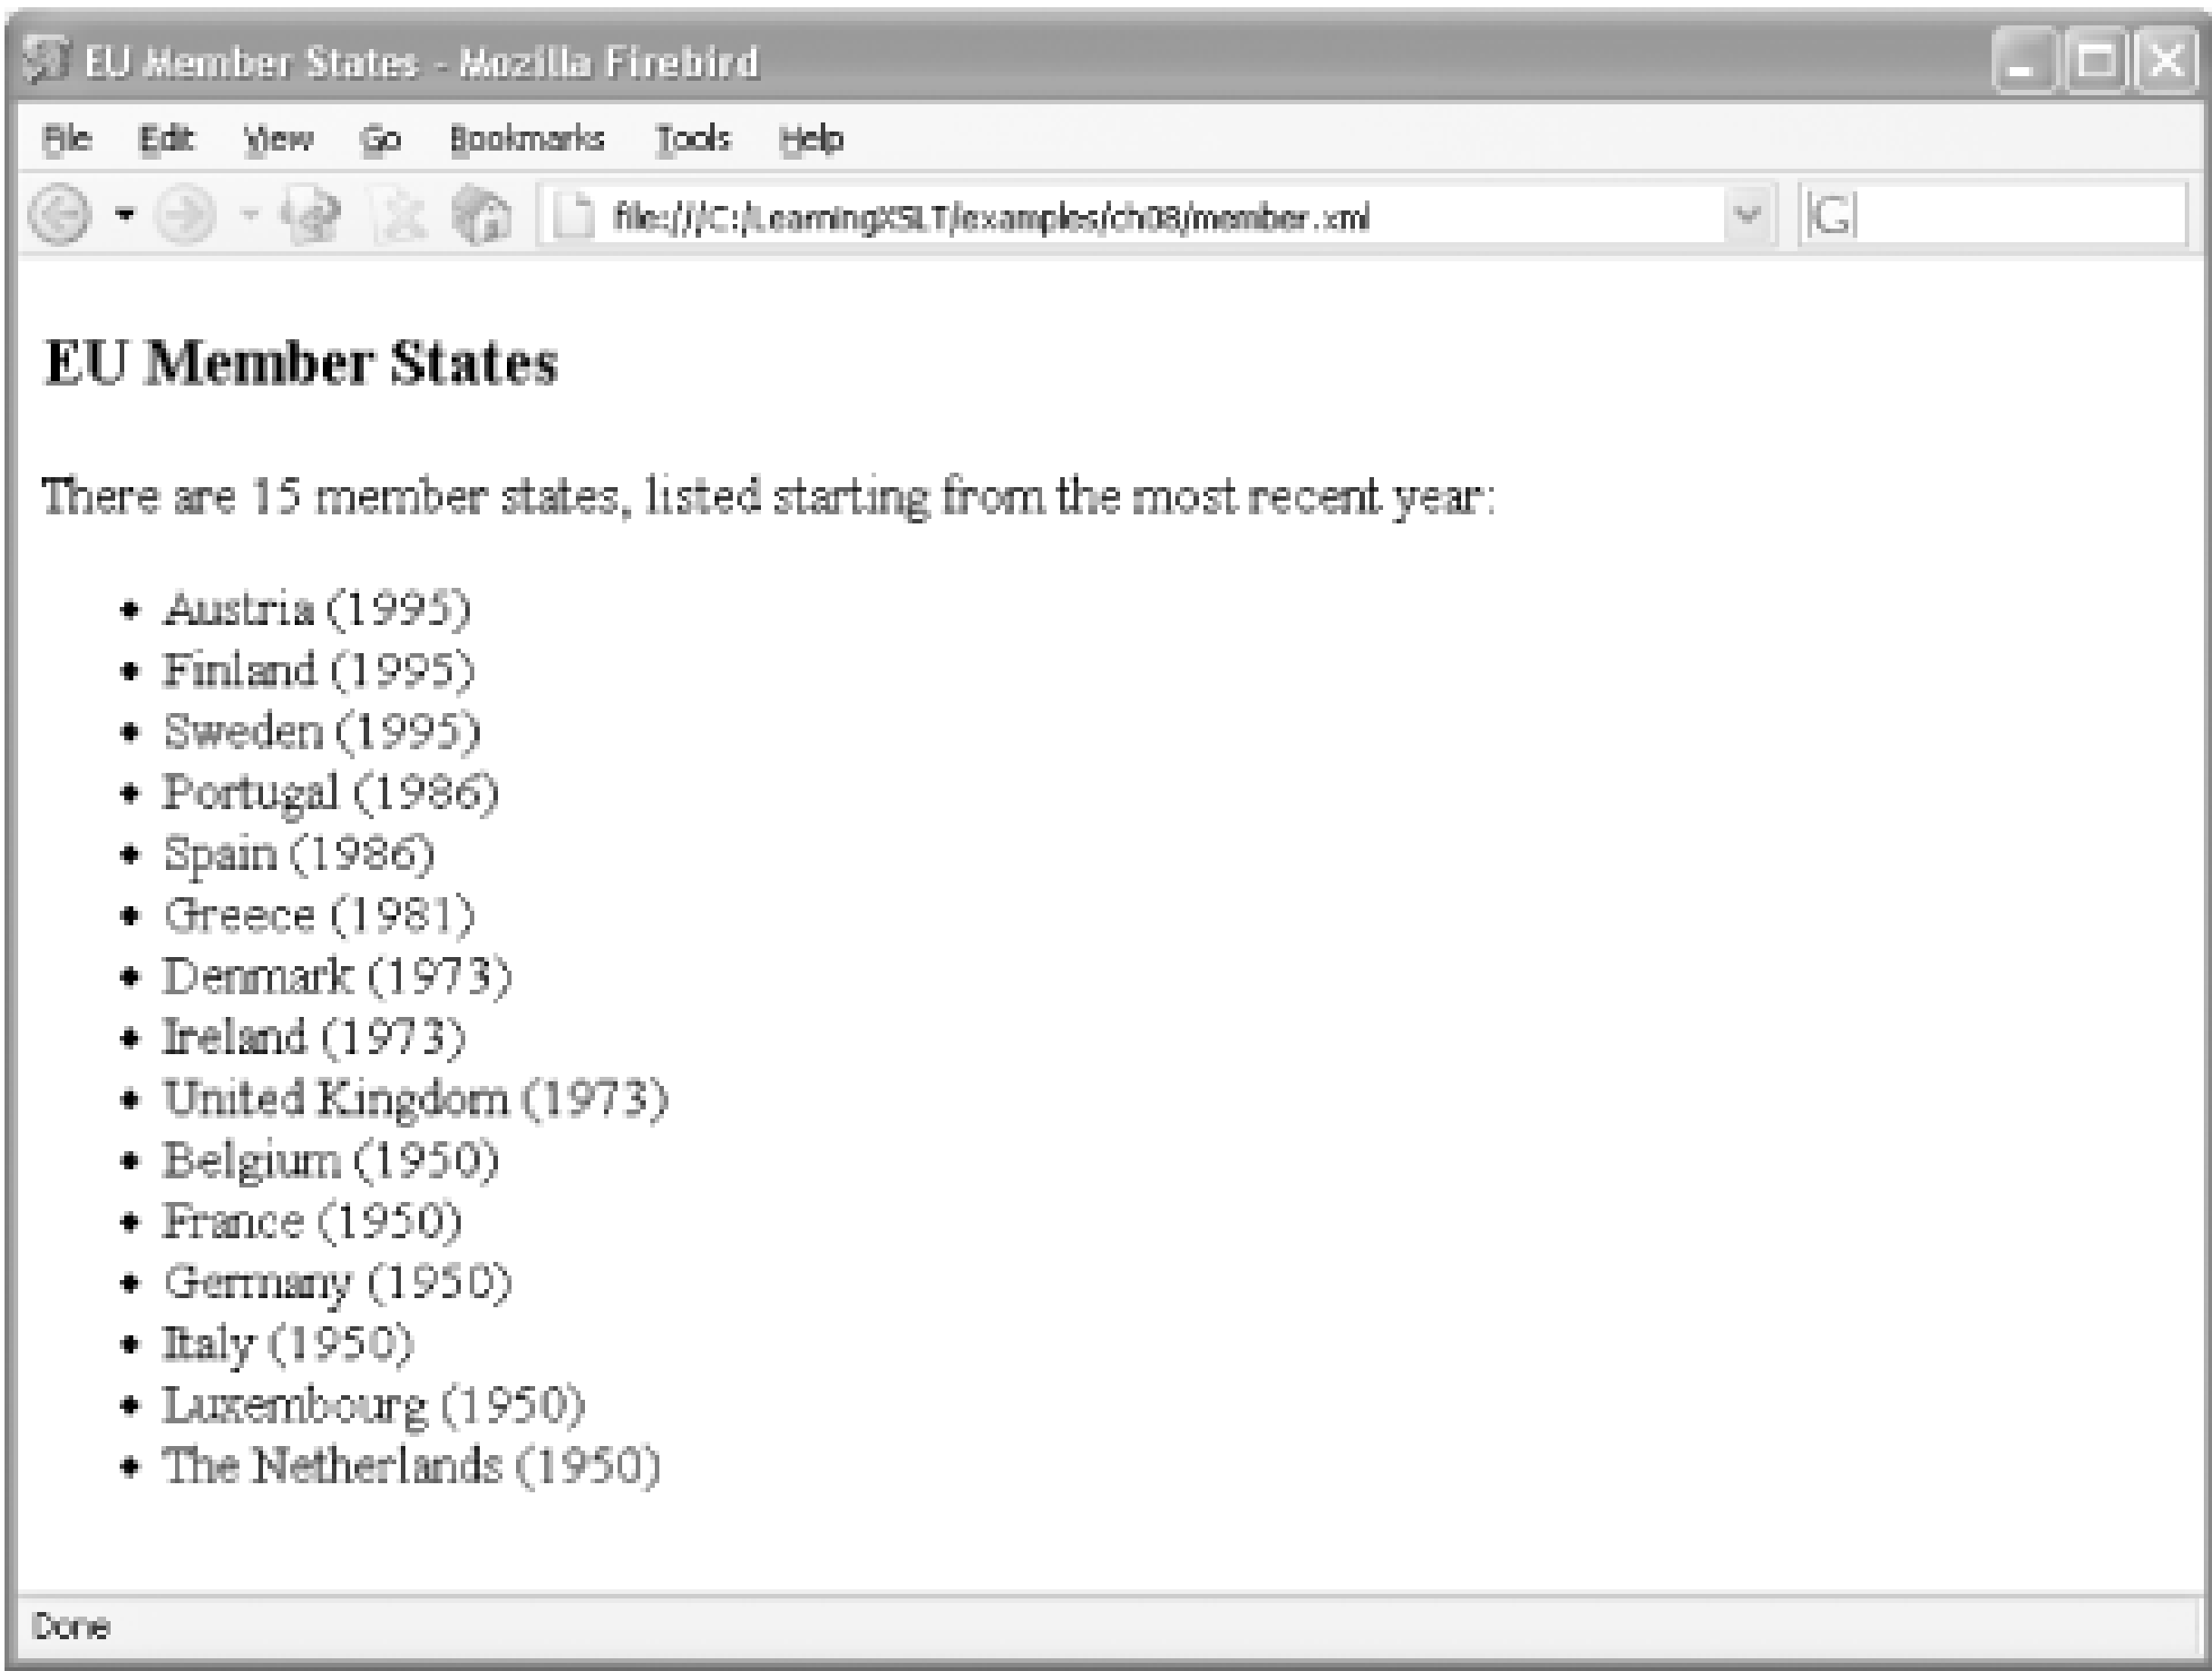 EU Member States - Mozilla Firebird
File Edit View Go Bookmarks Tools Help
file:///C:/LearningXSLT/examples/ch08/member.xml G
EU Member States
There are 15 member states, listed starting from the most recent year:
• Austria (1995)
• Finland (1995)
• Sweden (1995)
• Portugal (1986)
• Spain (1986)
• Greece (1981)
• Denmark (1973)
• Ireland (1973)
• United Kingdom (1973)
• Belgium (1950)
• France (1950)
• Germany (1950)
• Italy (1950)
• Luxembourg (1950)
• The Netherlands (1950)
Done